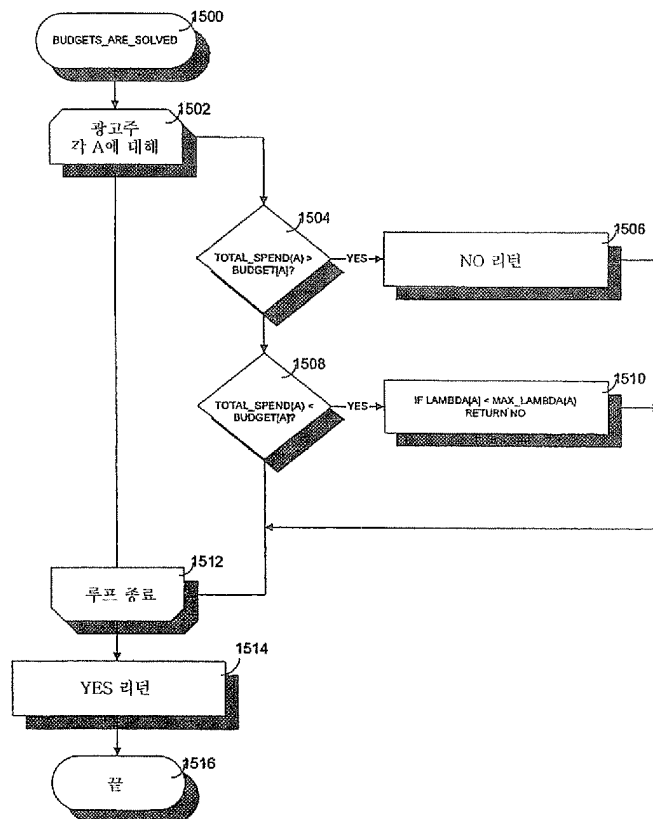 1500
BUDGETS_ARE_SOLVED
1502
광고주
각 A에 대해
1504
TOTAL_SPEND(A) >
BUDGET[A]?
YES
1506
NO 리턴
1508
TOTAL_SPEND(A) <
BUDGET[A]?
YES
1510
IF LAMBDA[A] < MAX_LAMBDA(A)
RETURN NO
1512
루프 종료
1514
YES 리턴
1516
끝